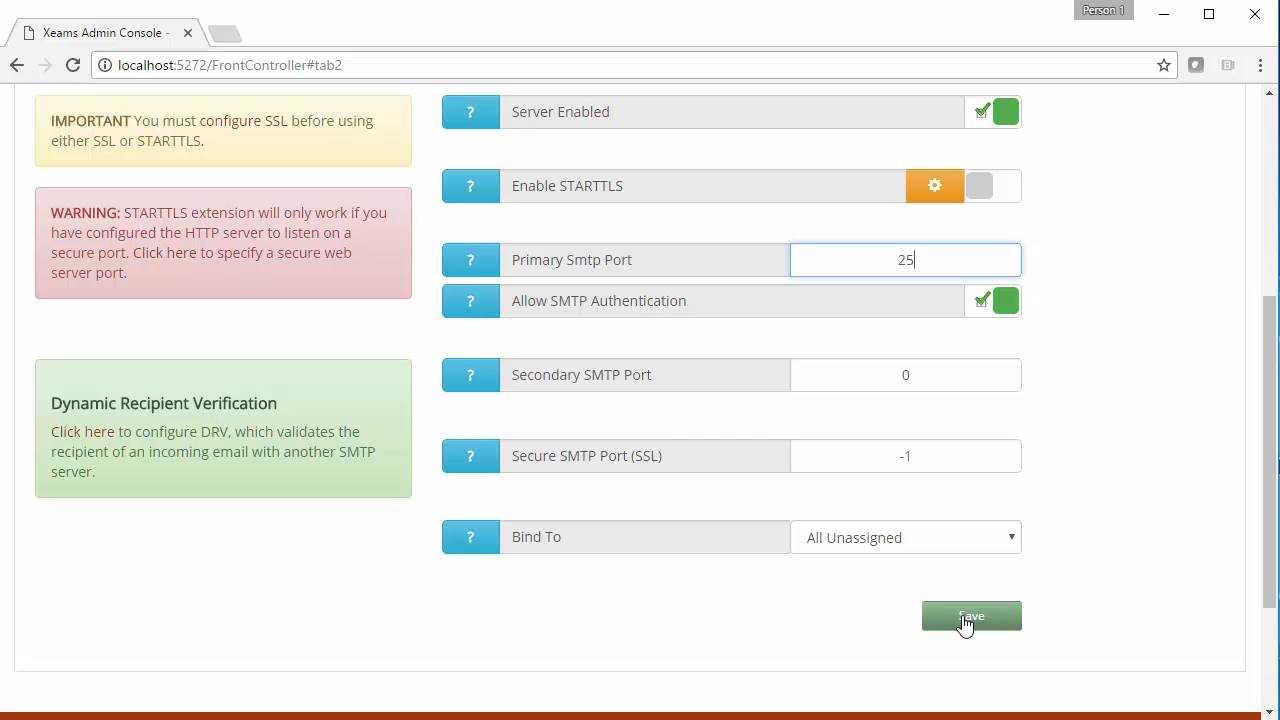 Person 1
Xeams Admin Console -
localhost:5272/FrontController#tab2
IMPORTANT You must configure SSL before using
either SSL or STARTTLS.
WARNING: STARTTLS extension will only work if you
have configured the HTTP server to listen on a
secure port. Click here to specify a secure web
server port.
Dynamic Recipient Verification
Click here to configure DRV, which validates the
recipient of an incoming email with another SMTP
server.
? Server Enabled
? Enable STARTTLS
? Primary Smtp Port 25
? Allow SMTP Authentication
? Secondary SMTP Port 0
? Secure SMTP Port (SSL) -1
? Bind To All Unassigned
Save